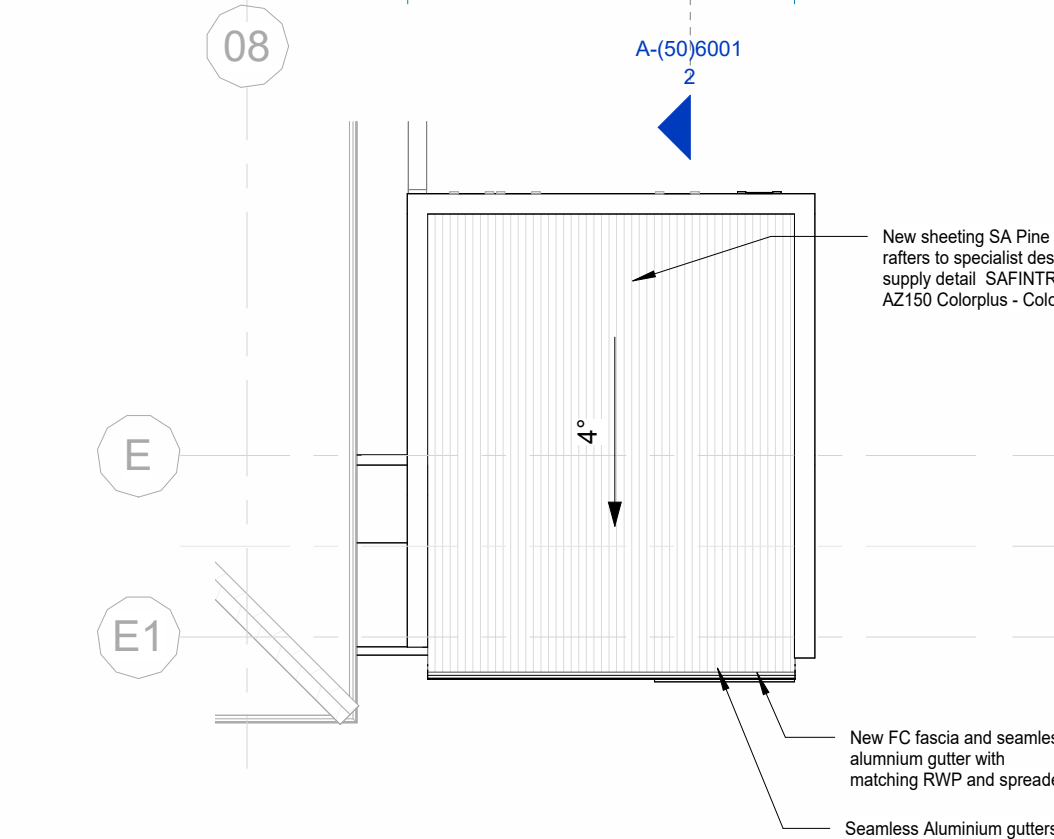 08
A-(50)6001
2
New sheeting SA Pine
rafters to specialist des
supply detail SAFINTR
AZ150 Colorplus - Colo
4°
E
E1
New FC fascia and seamles
alumnium gutter with
matching RWP and spreade
Seamless Aluminium gutters